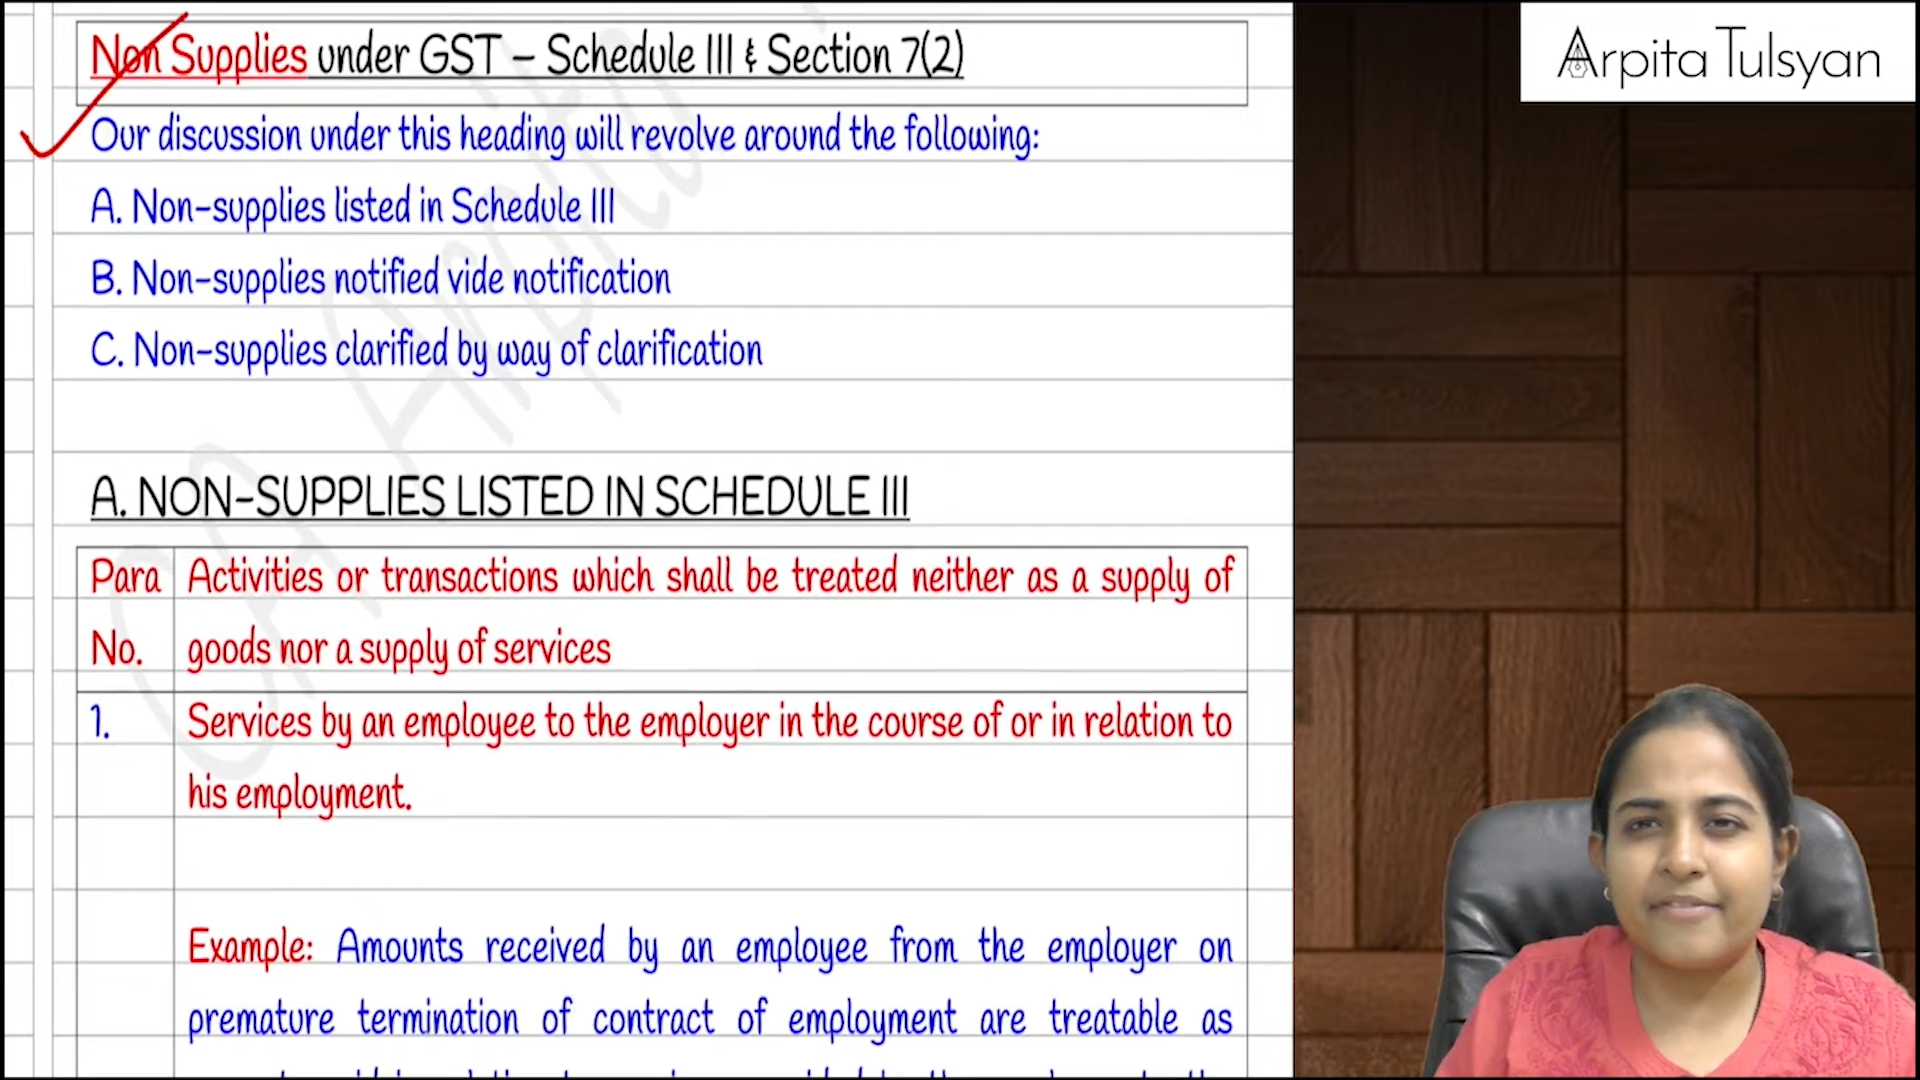 Non Supplies under GST – Schedule III & Section 7(2)
Arpita Tulsyan
Our discussion under this heading will revolve around the following:
A. Non-supplies listed in Schedule III
B. Non-supplies notified vide notification
C. Non-supplies clarified by way of clarification
A. NON-SUPPLIES LISTED IN SCHEDULE III
Para No. Activities or transactions which shall be treated neither as a supply of
goods nor a supply of services
1. Services by an employee to the employer in the course of or in relation to
his employment.
Example: Amounts received by an employee from the employer on
premature termination of contract of employment are treatable as
CA Arpita